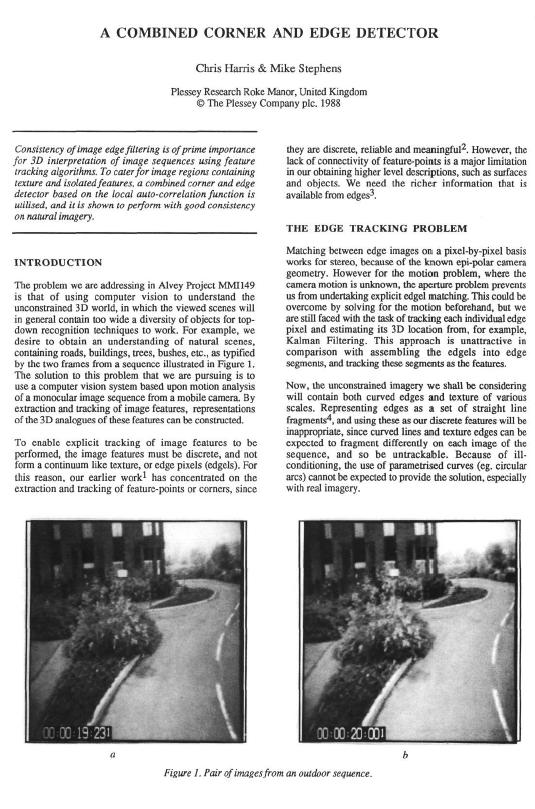 A COMBINED CORNER AND EDGE DETECTOR
Chris Harris & Mike Stephens
Plessey Research Roke Manor, United Kingdom
© The Plessey Company plc. 1988
Consistency of image edge filtering is of prime importance
for 3D interpretation of image sequences using feature
tracking algorithms. To cater for image regions containing
texture and isolated features, a combined corner and edge
detector based on the local auto-correlation function is
utilised, and it is shown to perform with good consistency
on natural imagery.
INTRODUCTION
The problem we are addressing in Alvey Project MMI149
is that of using computer vision to understand the
unconstrained 3D world, in which the viewed scenes will
in general contain too wide a diversity of objects for top-
down recognition techniques to work. For example, we
desire to obtain an understanding of natural scenes,
containing roads, buildings, trees, bushes, etc., as typified
by the two frames from a sequence illustrated in Figure 1.
The solution to this problem that we are pursuing is to
use a computer vision system based upon motion analysis
of a monocular image sequence from a mobile camera. By
extraction and tracking of image features, representations
of the 3D analogues of these features can be constructed.
To enable explicit tracking of image features to be
performed, the image features must be discrete, and not
form a continuum like texture, or edge pixels (edgels). For
this reason, our earlier work1 has concentrated on the
extraction and tracking of feature-points or corners, since
they are discrete, reliable and meaningful2. However, the
lack of connectivity of feature-points is a major limitation
in our obtaining higher level descriptions, such as surfaces
and objects. We need the richer information that is
available from edges3.
THE EDGE TRACKING PROBLEM
Matching between edge images on a pixel-by-pixel basis
works for stereo, because of the known epi-polar camera
geometry. However for the motion problem, where the
camera motion is unknown, the aperture problem prevents
us from undertaking explicit edgel matching. This could be
overcome by solving for the motion beforehand, but we
are still faced with the task of tracking each individual edge
pixel and estimating its 3D location from, for example,
Kalman Filtering. This approach is unattractive in
comparison with assembling the edgels into edge
segments, and tracking these segments as the features.
Now, the unconstrained imagery we shall be considering
will contain both curved edges and texture of various
scales. Representing edges as a set of straight line
fragments4, and using these as our discrete features will be
inappropriate, since curved lines and texture edges can be
expected to fragment differently on each image of the
sequence, and so be untrackable. Because of ill-
conditioning, the use of parametrised curves (eg. circular
arcs) cannot be expected to provide the solution, especially
with real imagery.
00:00:19:231
00:00:20:001
a
b
Figure 1. Pair of images from an outdoor sequence.